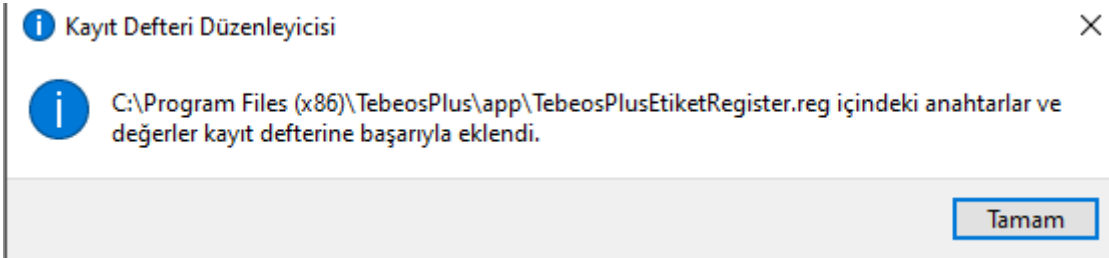 Kayıt Defteri Düzenleyicisi
C:\Program Files (x86)\TebeosPlus\app\TebeosPlusEtiketRegister.reg içindeki anahtarlar ve
değerler kayıt defterine başarıyla eklendi.
Tamam